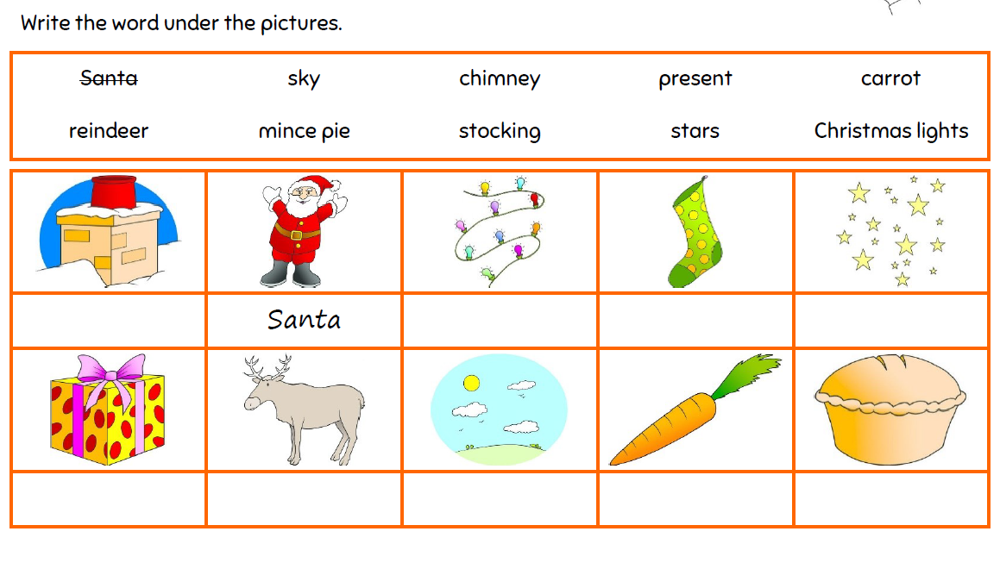 Write the word under the pictures.
Santa sky chimney present carrot
reindeer mince pie stocking stars Christmas lights
Santa